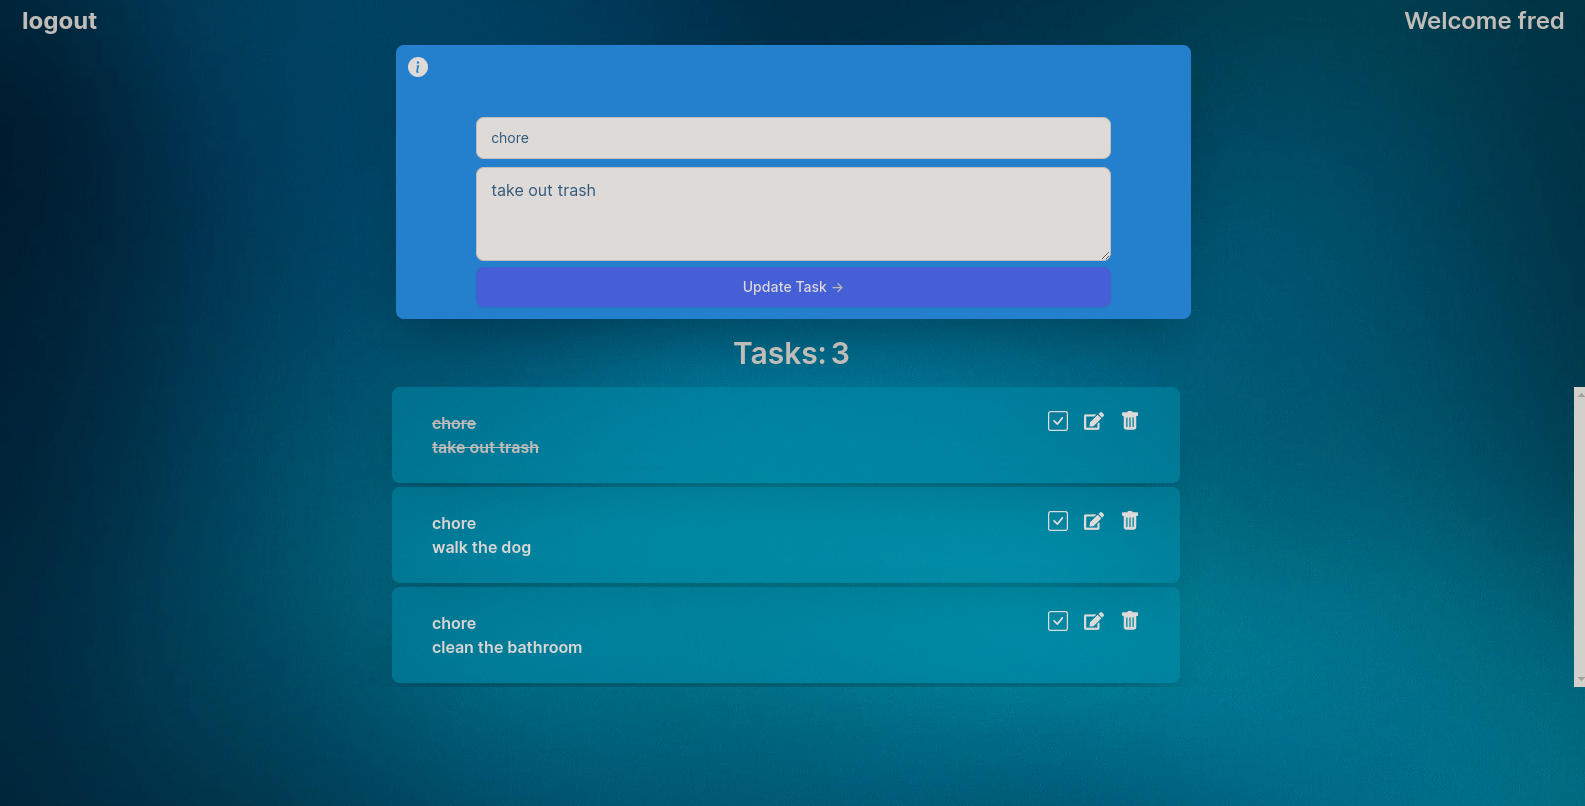 logout
Welcome fred
i
chore
take out trash
Update Task →
Tasks: 3
chore
take out trash
chore
walk the dog
chore
clean the bathroom